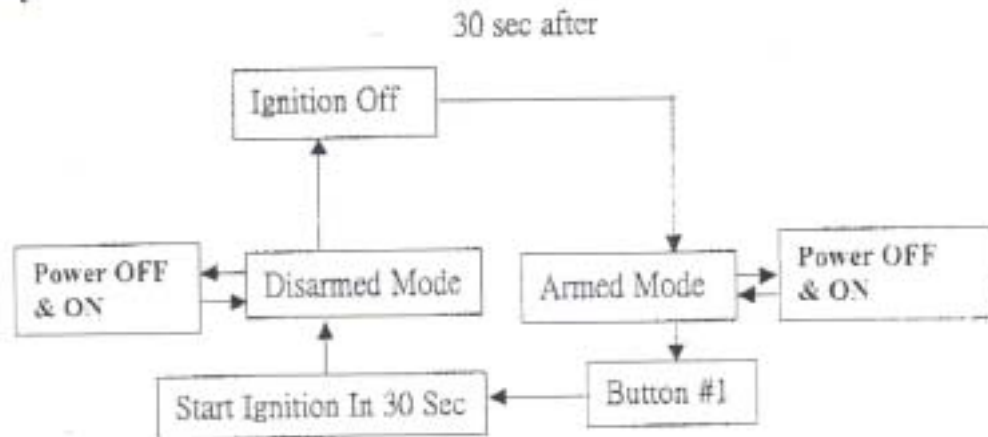 30 sec after
Ignition Off
Power OFF
& ON
Disarmed Mode
Armed Mode
Power OFF
& ON
Start Ignition In 30 Sec
Button #1